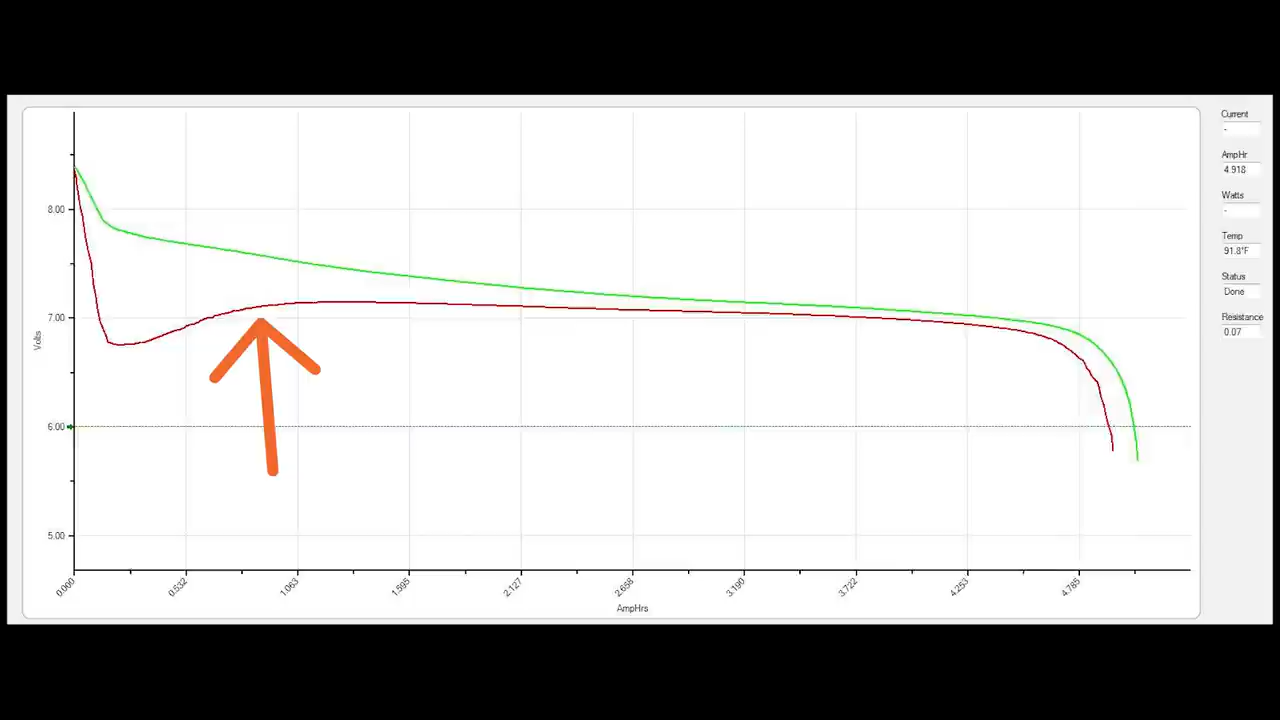 8.00
7.00
6.00
5.00
Volts
0.000
0.532
1.063
1.595
2.127
2.658
3.190
3.722
4.253
4.785
AmpHrs
Current
-
AmpHr
4.918
Watts
-
Temp
91.8°F
Status
Done
Resistance
0.07